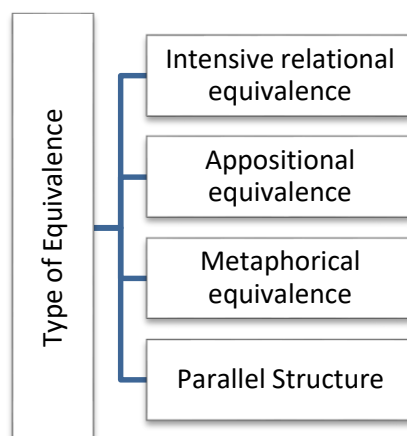 Type of Equivalence
Intensive relational
equivalence
Appositional
equivalence
Metaphorical
equivalence
Parallel Structure